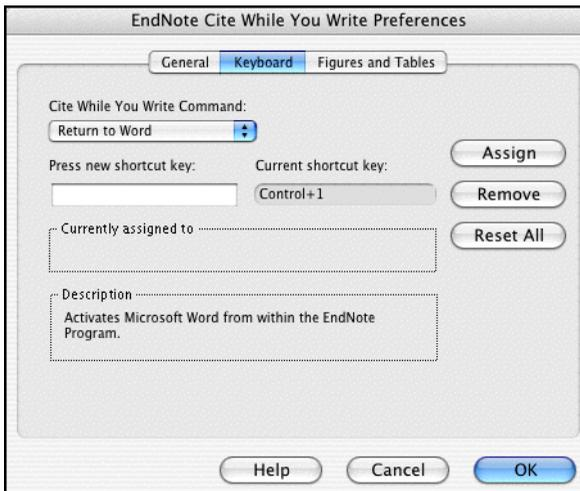 EndNote Cite While You Write Preferences
General Keyboard Figures and Tables
Cite While You Write Command:
Return to Word
Press new shortcut key: Current shortcut key:
Control+1
Assign
Remove
Reset All
Currently assigned to
Description
Activates Microsoft Word from within the EndNote
Program.
Help Cancel OK